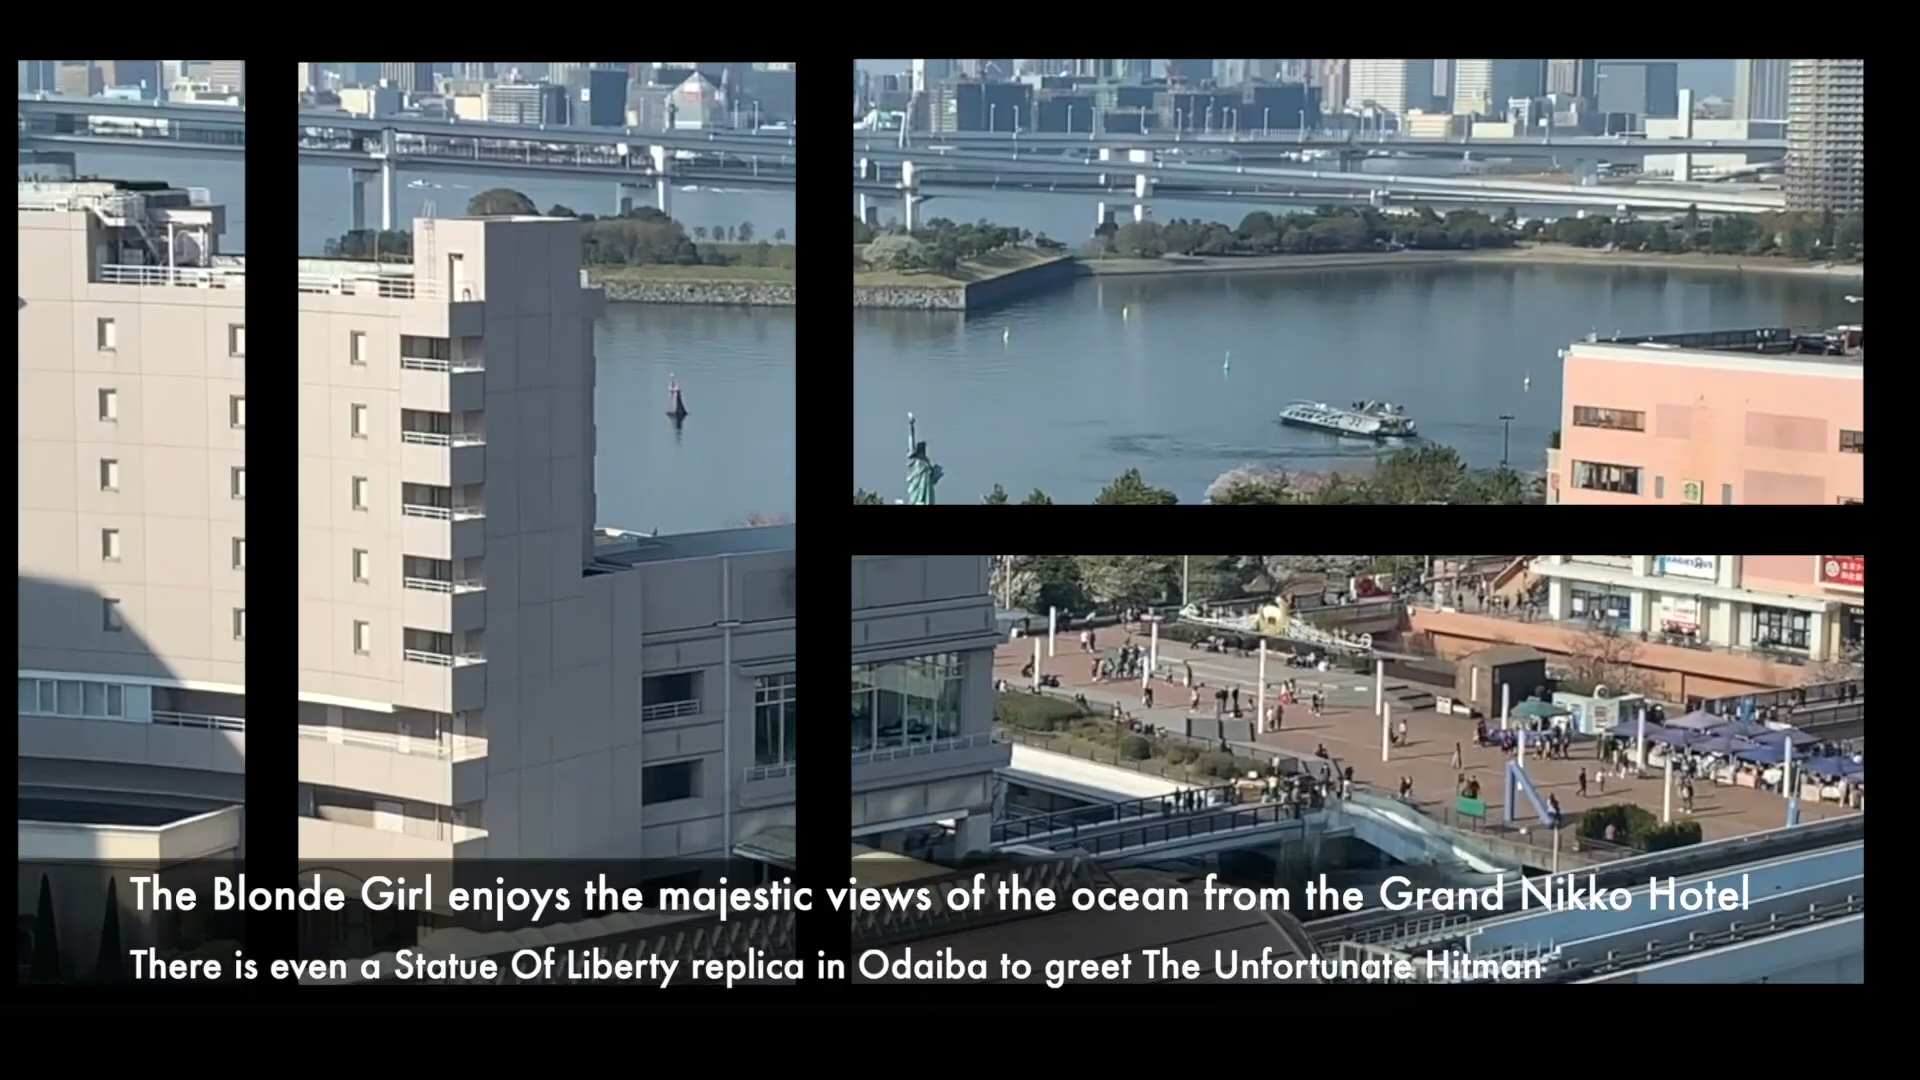 The Blonde Girl enjoys the majestic views of the ocean from the Grand Nikko Hotel
There is even a Statue Of Liberty replica in Odaiba to greet The Unfortunate Hitman